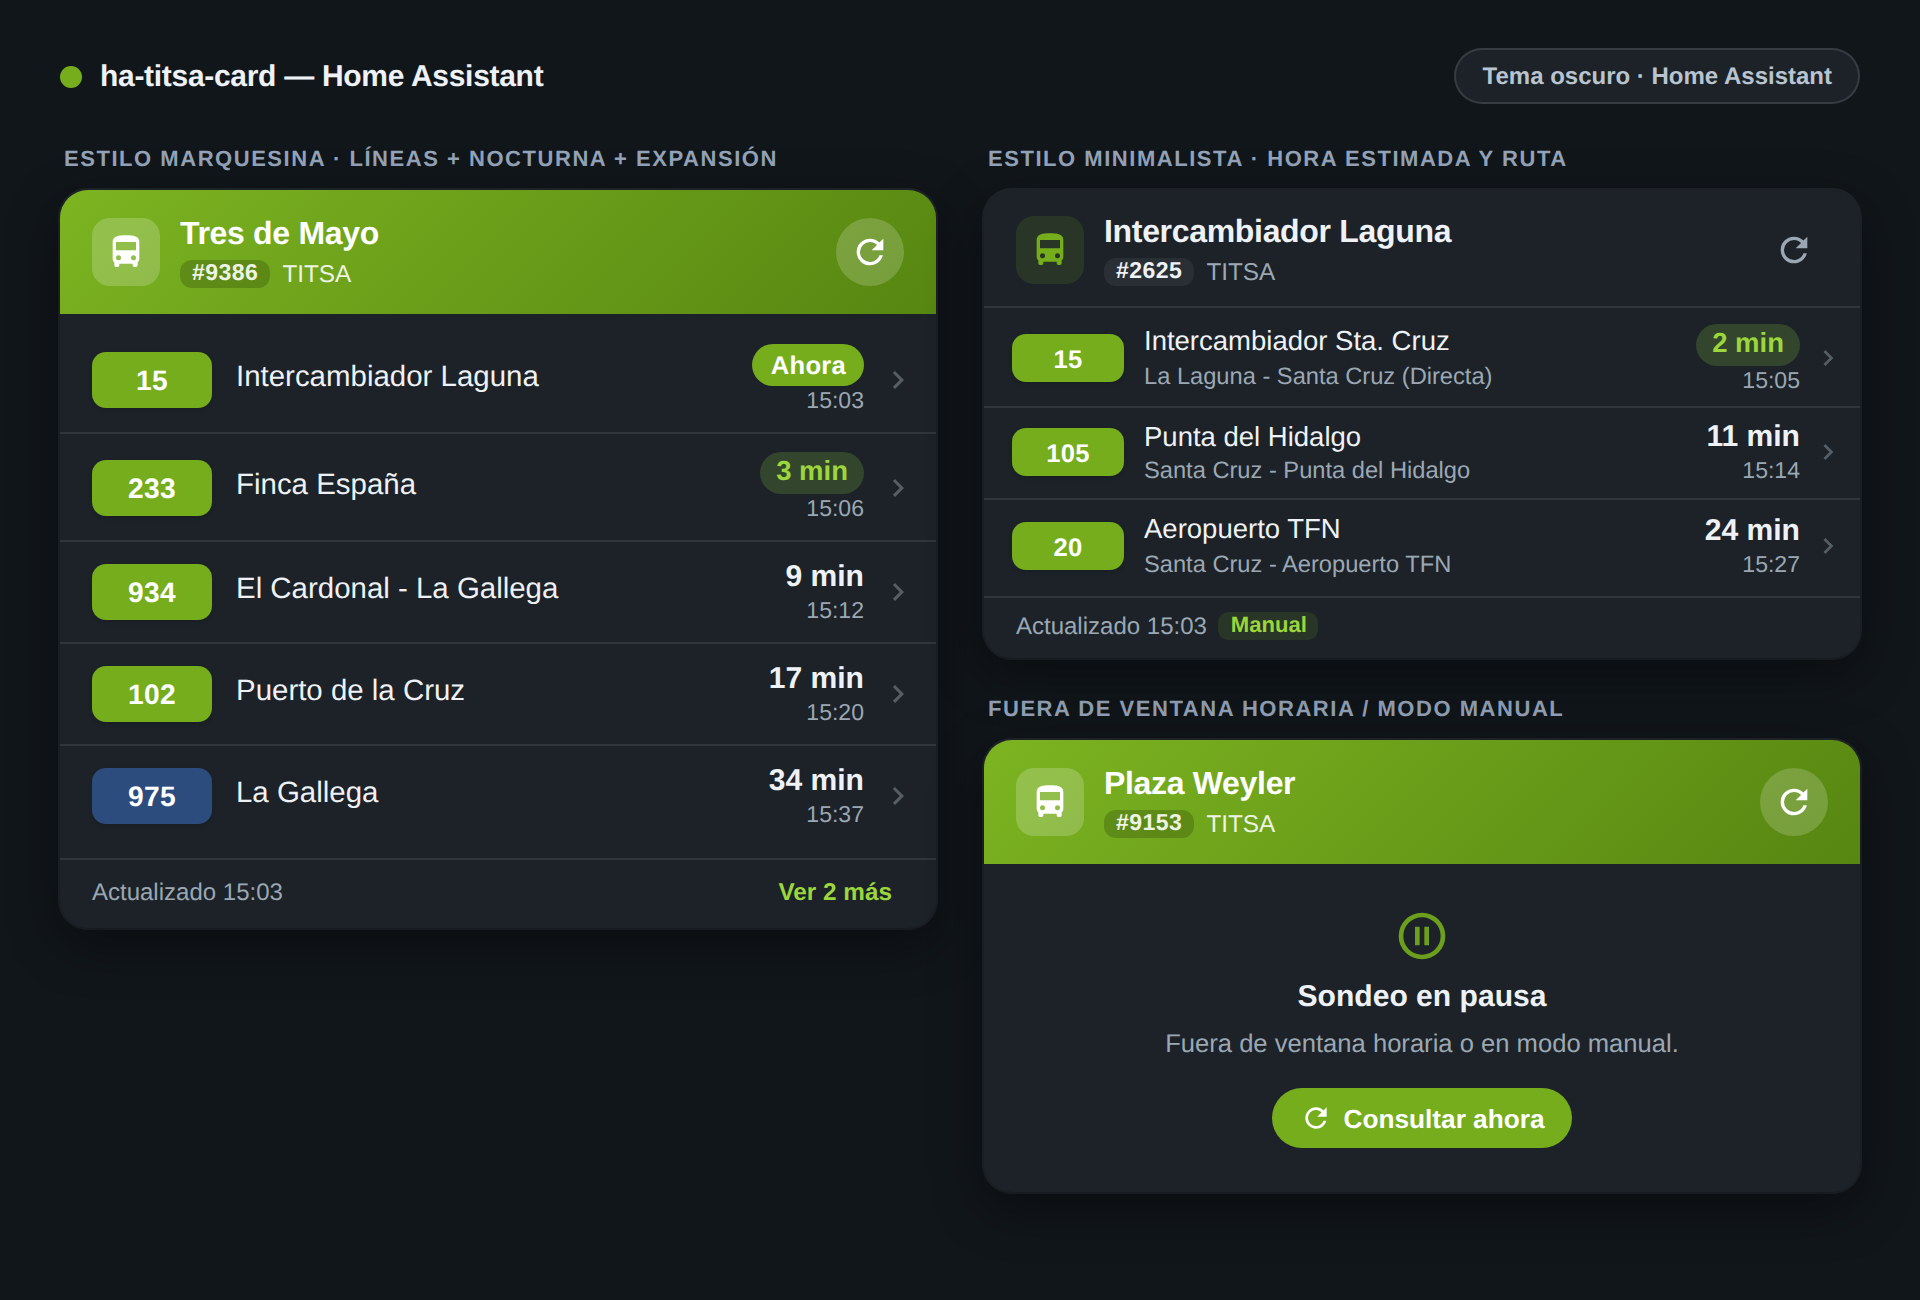 ha-titsa-card — Home Assistant
Tema oscuro · Home Assistant
ESTILO MARQUESINA · LÍNEAS + NOCTURNA + EXPANSIÓN
Tres de Mayo
#9386 TITSA
15 Intercambiador Laguna Ahora
15:03
233 Finca España 3 min
15:06
934 El Cardonal - La Gallega 9 min
15:12
102 Puerto de la Cruz 17 min
15:20
975 La Gallega 34 min
15:37
Actualizado 15:03 Ver 2 más
ESTILO MINIMALISTA · HORA ESTIMADA Y RUTA
Intercambiador Laguna
#2625 TITSA
15 Intercambiador Sta. Cruz 2 min
La Laguna - Santa Cruz (Directa) 15:05
105 Punta del Hidalgo 11 min
Santa Cruz - Punta del Hidalgo 15:14
20 Aeropuerto TFN 24 min
Santa Cruz - Aeropuerto TFN 15:27
Actualizado 15:03 Manual
FUERA DE VENTANA HORARIA / MODO MANUAL
Plaza Weyler
#9153 TITSA
Sondeo en pausa
Fuera de ventana horaria o en modo manual.
Consultar ahora